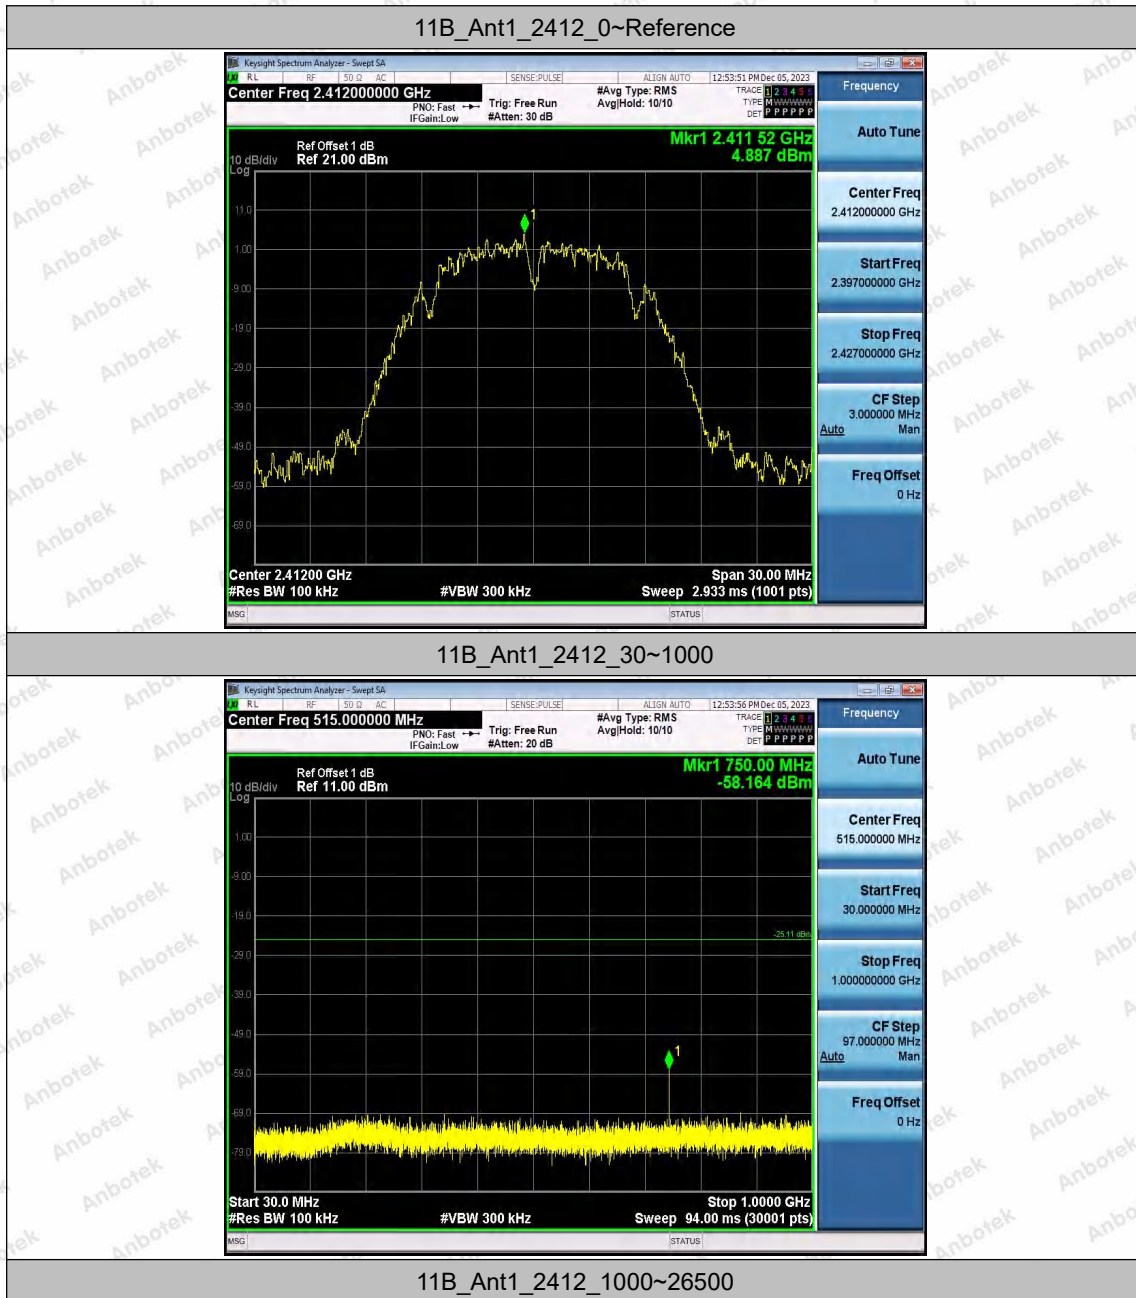 11B_Ant1_2412_0~Reference
Keysight Spectrum Analyzer - Swept SA
RL RF 50 Ω AC SENSE:PULSE ALIGN AUTO 12:53:51 PM Dec 05, 2023
Center Freq 2.412000000 GHz
PNO: Fast
IFGain:Low
Trig: Free Run
#Atten: 30 dB
#Avg Type: RMS
Avg|Hold: 10/10
TRACE 1 2 3 4 5 6
TYPE M WWWWW
DET P P P P P P
Ref Offset 1 dB
10 dB/div Ref 21.00 dBm
Log
Mkr1 2.411 52 GHz
4.887 dBm
11.0
1.00
-9.00
-19.0
-29.0
-39.0
-49.0
-59.0
-69.0
1
Center 2.41200 GHz Span 30.00 MHz
#Res BW 100 kHz #VBW 300 kHz Sweep 2.933 ms (1001 pts)
MSG STATUS
Frequency
Auto Tune
Center Freq
2.412000000 GHz
Start Freq
2.397000000 GHz
Stop Freq
2.427000000 GHz
CF Step
3.000000 MHz
Auto Man
Freq Offset
0 Hz
11B_Ant1_2412_30~1000
Keysight Spectrum Analyzer - Swept SA
RL RF 50 Ω AC SENSE:PULSE ALIGN AUTO 12:53:56 PM Dec 05, 2023
Center Freq 515.000000 MHz
PNO: Fast
IFGain:Low
Trig: Free Run
#Atten: 20 dB
#Avg Type: RMS
Avg|Hold: 10/10
TRACE 1 2 3 4 5 6
TYPE M WWWWW
DET P P P P P P
Ref Offset 1 dB
10 dB/div Ref 11.00 dBm
Log
Mkr1 750.00 MHz
-58.164 dBm
1.00
-9.00
-19.0
-25.11 dBm
-29.0
-39.0
-49.0
-59.0
-69.0
-79.0
1
Start 30.0 MHz Stop 1.0000 GHz
#Res BW 100 kHz #VBW 300 kHz Sweep 94.00 ms (30001 pts)
MSG STATUS
Frequency
Auto Tune
Center Freq
515.000000 MHz
Start Freq
30.000000 MHz
Stop Freq
1.000000000 GHz
CF Step
97.000000 MHz
Auto Man
Freq Offset
0 Hz
11B_Ant1_2412_1000~26500